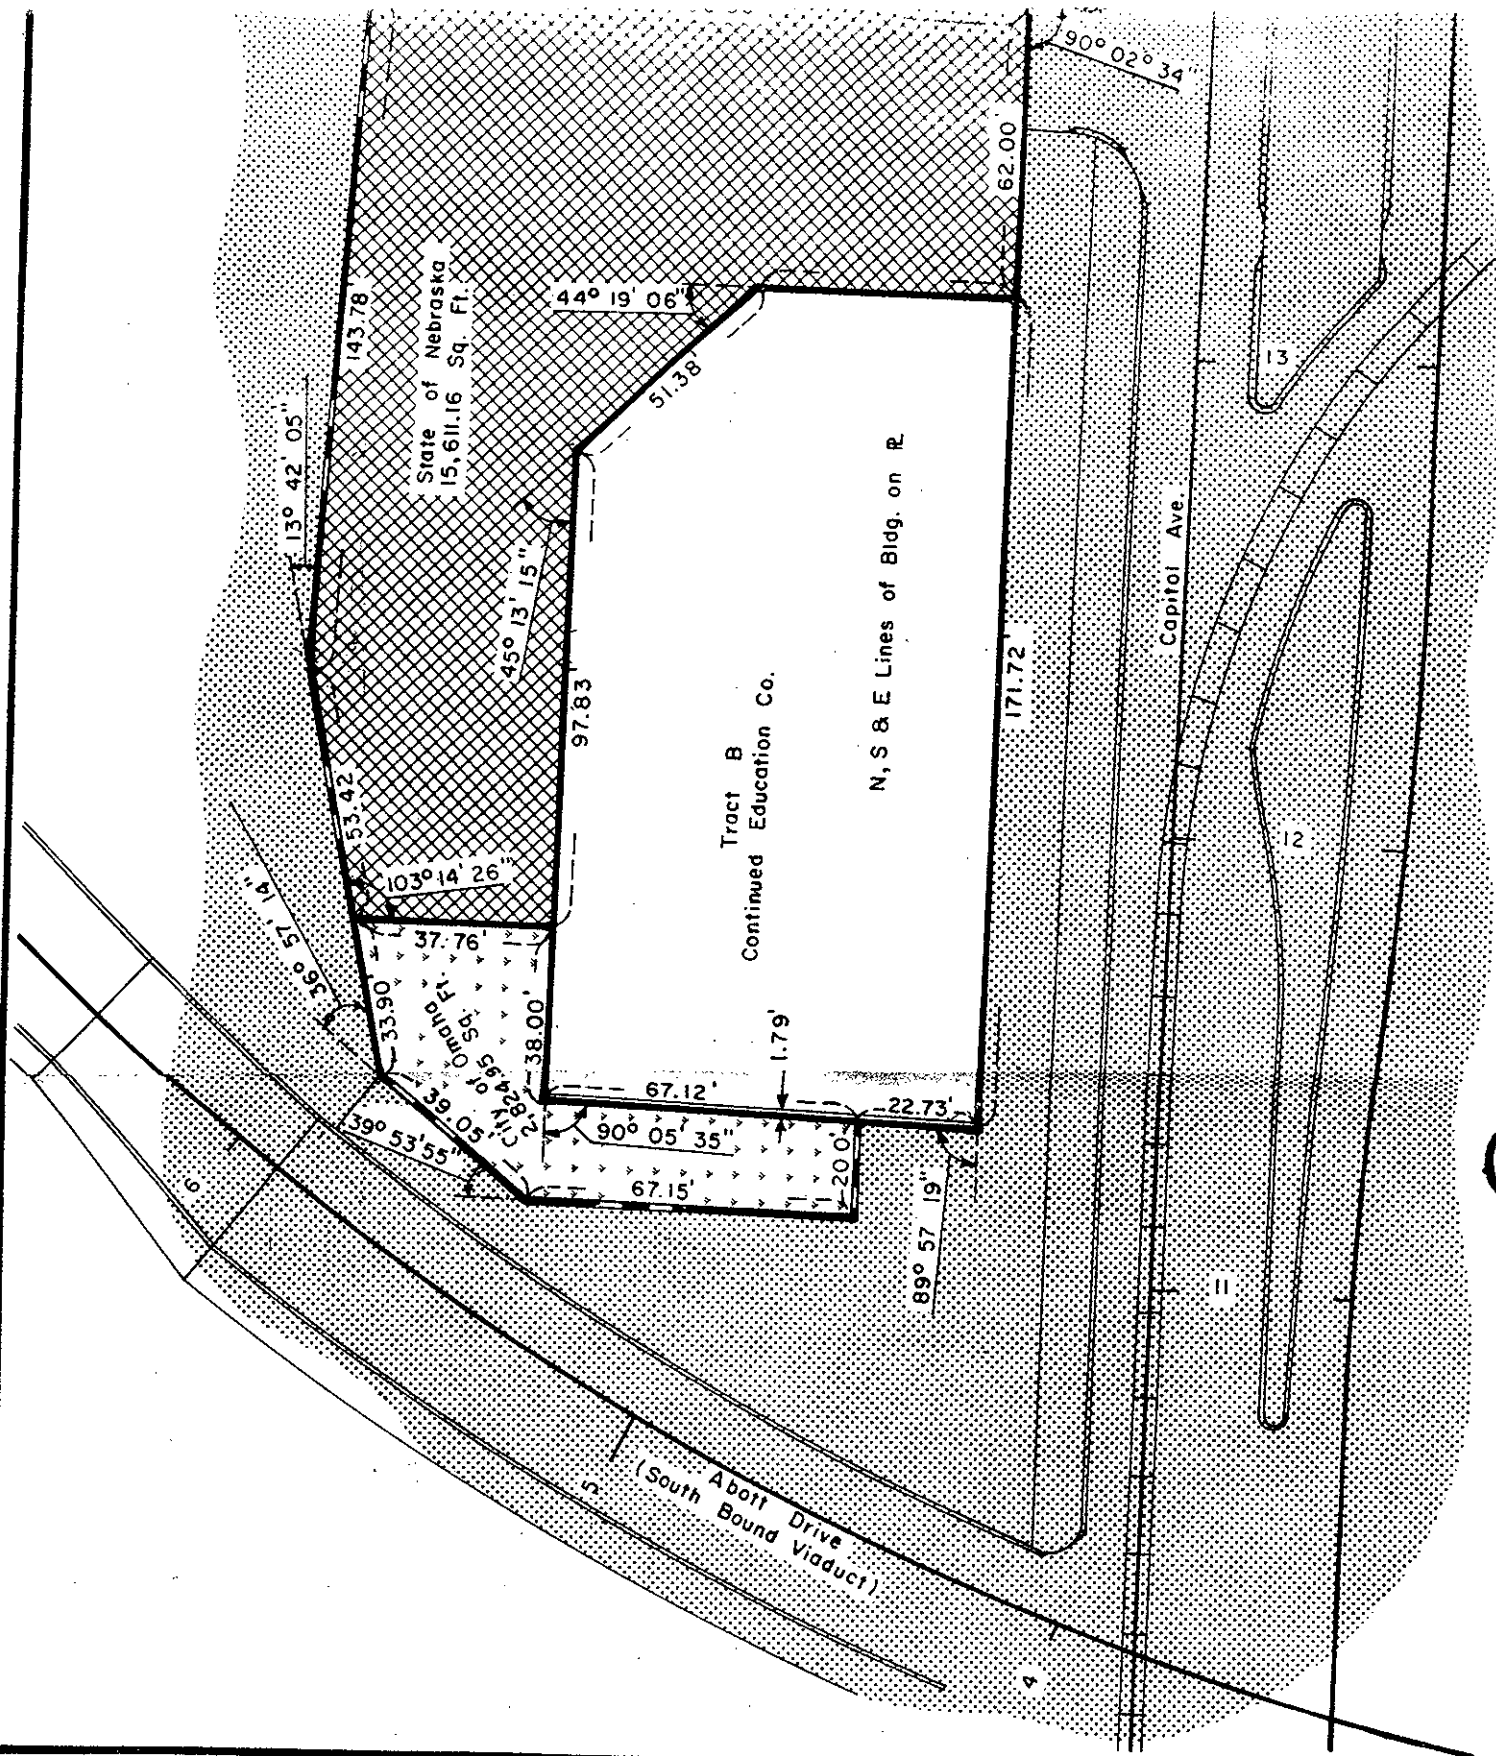 90° 02° 34"
62.00
143.78'
State of Nebraska
15,611.16 Sq. Ft.
44° 19' 06"
51.38'
13
13° 42' 05"
N, S & E Lines of Bldg. on ⅊
Capitol Ave.
45° 13' 15"
97.83'
171.72'
Tract B
Continued Education Co.
53.42
12
103° 14' 26"
36° 57' 14"
37.76'
33.90'
City of Omaha
2,824.95 Sq. Ft.
38.00'
1.79'
67.12'
22.73'
39.05'
39° 53' 55"
90° 05' 35"
20.0'
67.15'
6
89° 57' 19"
11
5
Abott Drive
(South Bound Viaduct)
4